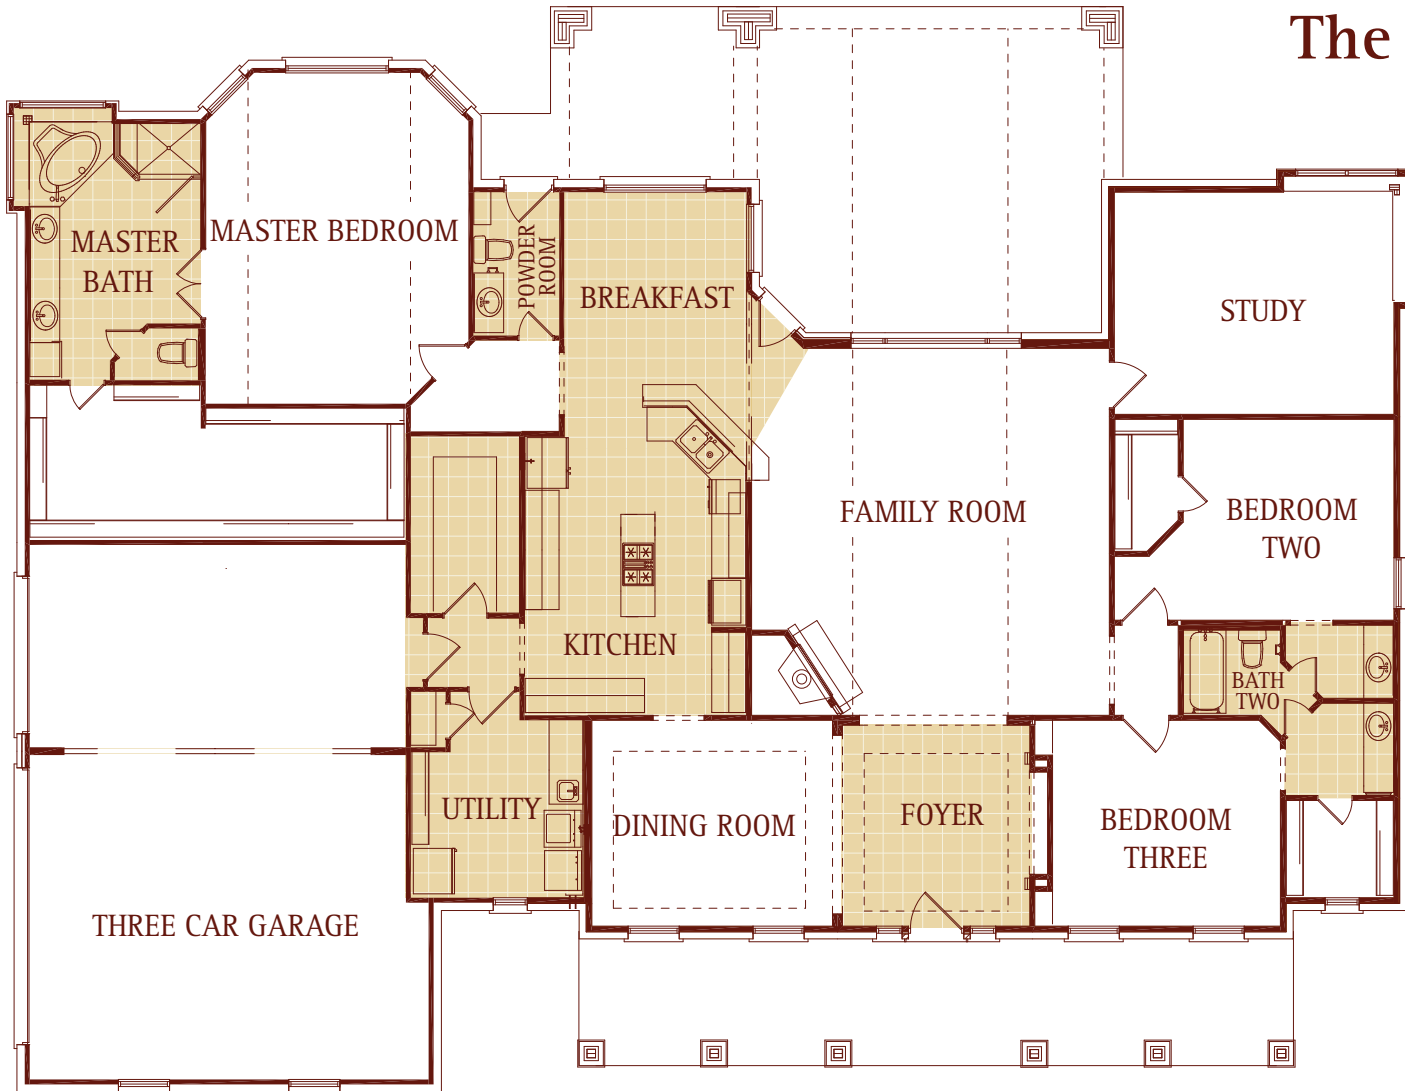 The
MASTER
BATH
MASTER BEDROOM
POWDER
ROOM
BREAKFAST
STUDY
FAMILY ROOM
BEDROOM
TWO
KITCHEN
BATH
TWO
UTILITY
DINING ROOM
FOYER
BEDROOM
THREE
THREE CAR GARAGE